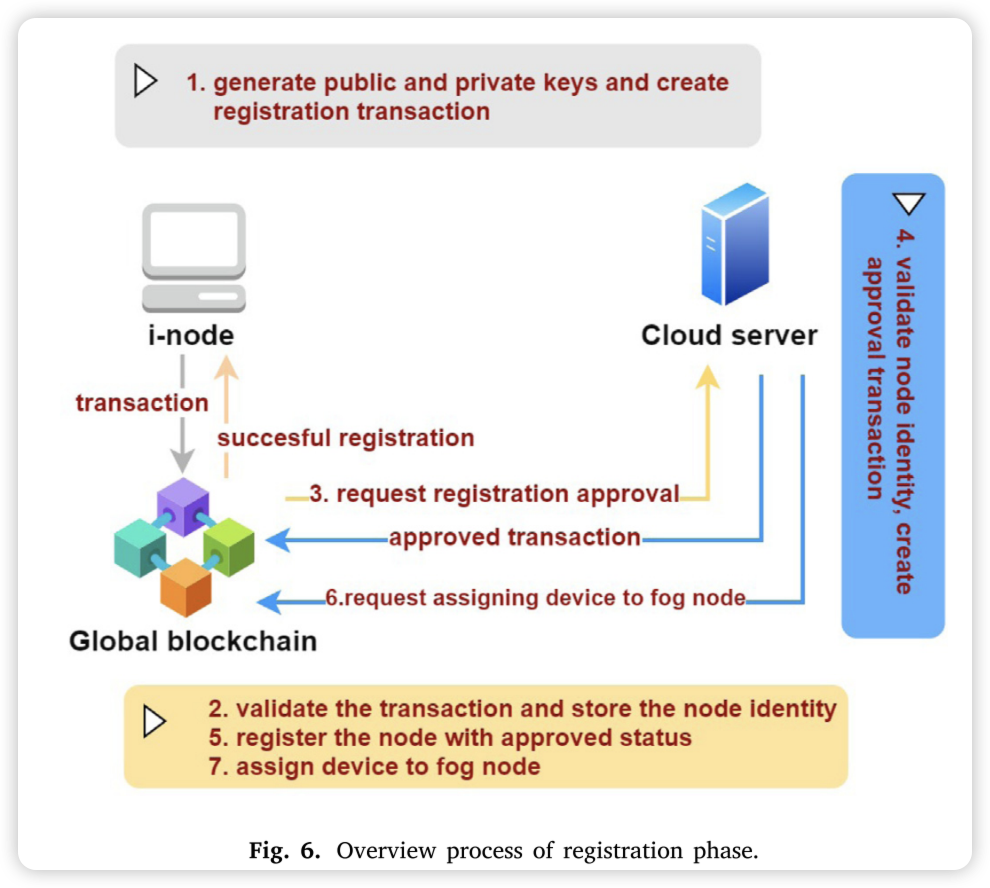 1. generate public and private keys and create
registration transaction
i-node
Cloud server
transaction
succesful registration
3. request registration approval
approved transaction
6.request assigning device to fog node
Global blockchain
4. validate node identity, create
approval transaction
2. validate the transaction and store the node identity
5. register the node with approved status
7. assign device to fog node
Fig. 6. Overview process of registration phase.